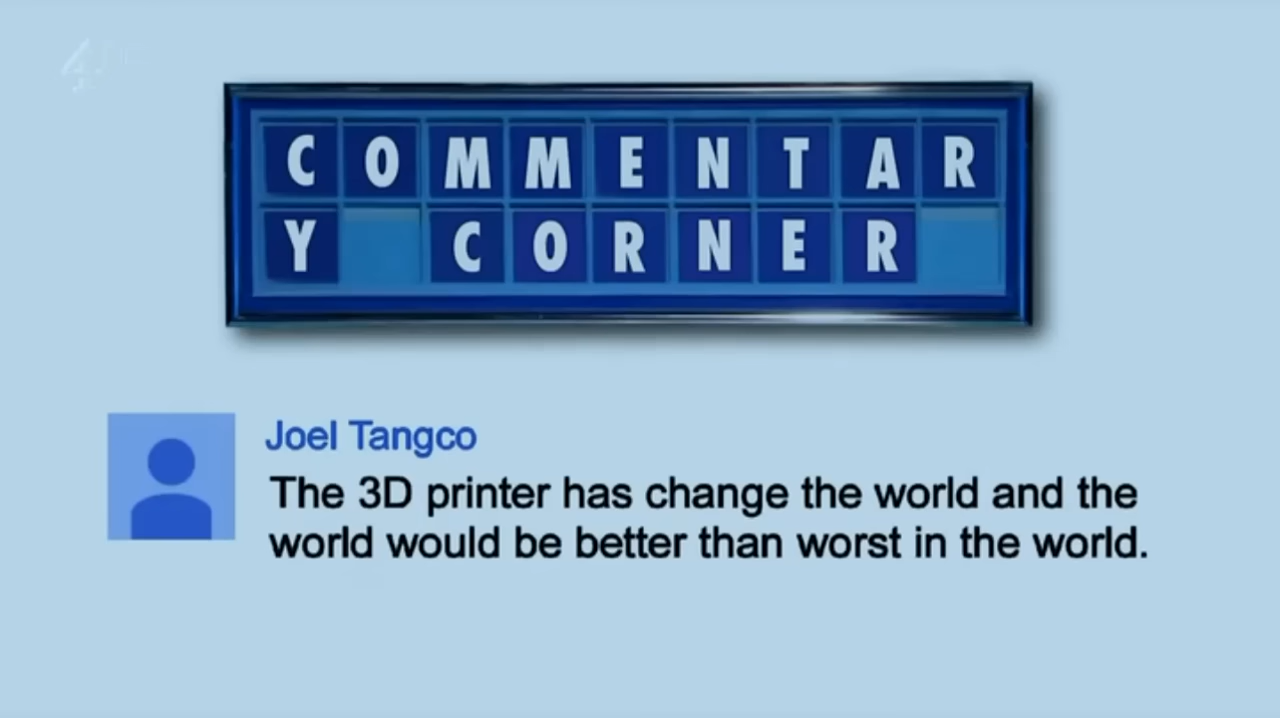 4
COMMENTAR
Y CORNER
Joel Tangco
The 3D printer has change the world and the
world would be better than worst in the world.